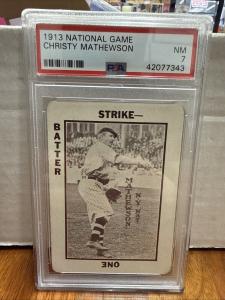 1913 NATIONAL GAME
CHRISTY MATHEWSON
NM
7
PSA
42077343
STRIKE—
BATTER
MATHEWSON
N.Y. NAT.
ONE